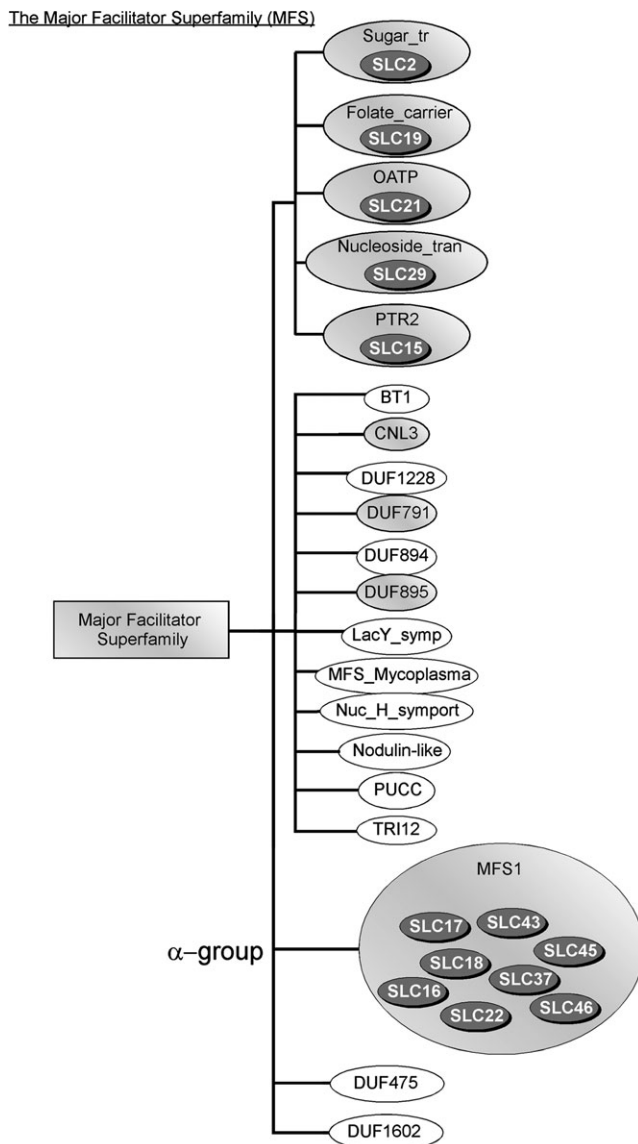 The Major Facilitator Superfamily (MFS)
Sugar_tr
SLC2
Folate_carrier
SLC19
OATP
SLC21
Nucleoside_tran
SLC29
PTR2
SLC15
BT1
CNL3
DUF1228
DUF791
DUF894
DUF895
Major Facilitator
Superfamily
LacY_symp
MFS_Mycoplasma
Nuc_H_symport
Nodulin-like
PUCC
TRI12
MFS1
SLC17
SLC43
α–group
SLC18
SLC45
SLC16
SLC37
SLC22
SLC46
DUF475
DUF1602